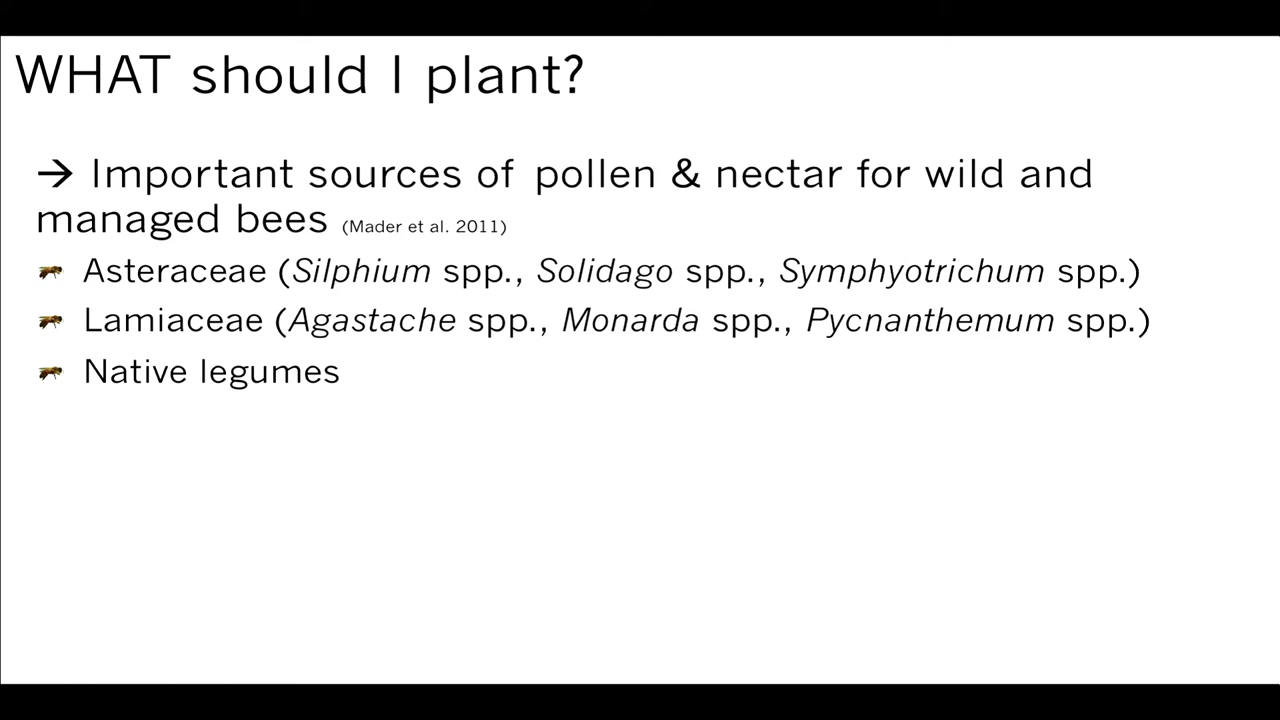 WHAT should I plant?
→ Important sources of pollen & nectar for wild and
managed bees (Mader et al. 2011)
Asteraceae (Silphium spp., Solidago spp., Symphyotrichum spp.)
Lamiaceae (Agastache spp., Monarda spp., Pycnanthemum spp.)
Native legumes